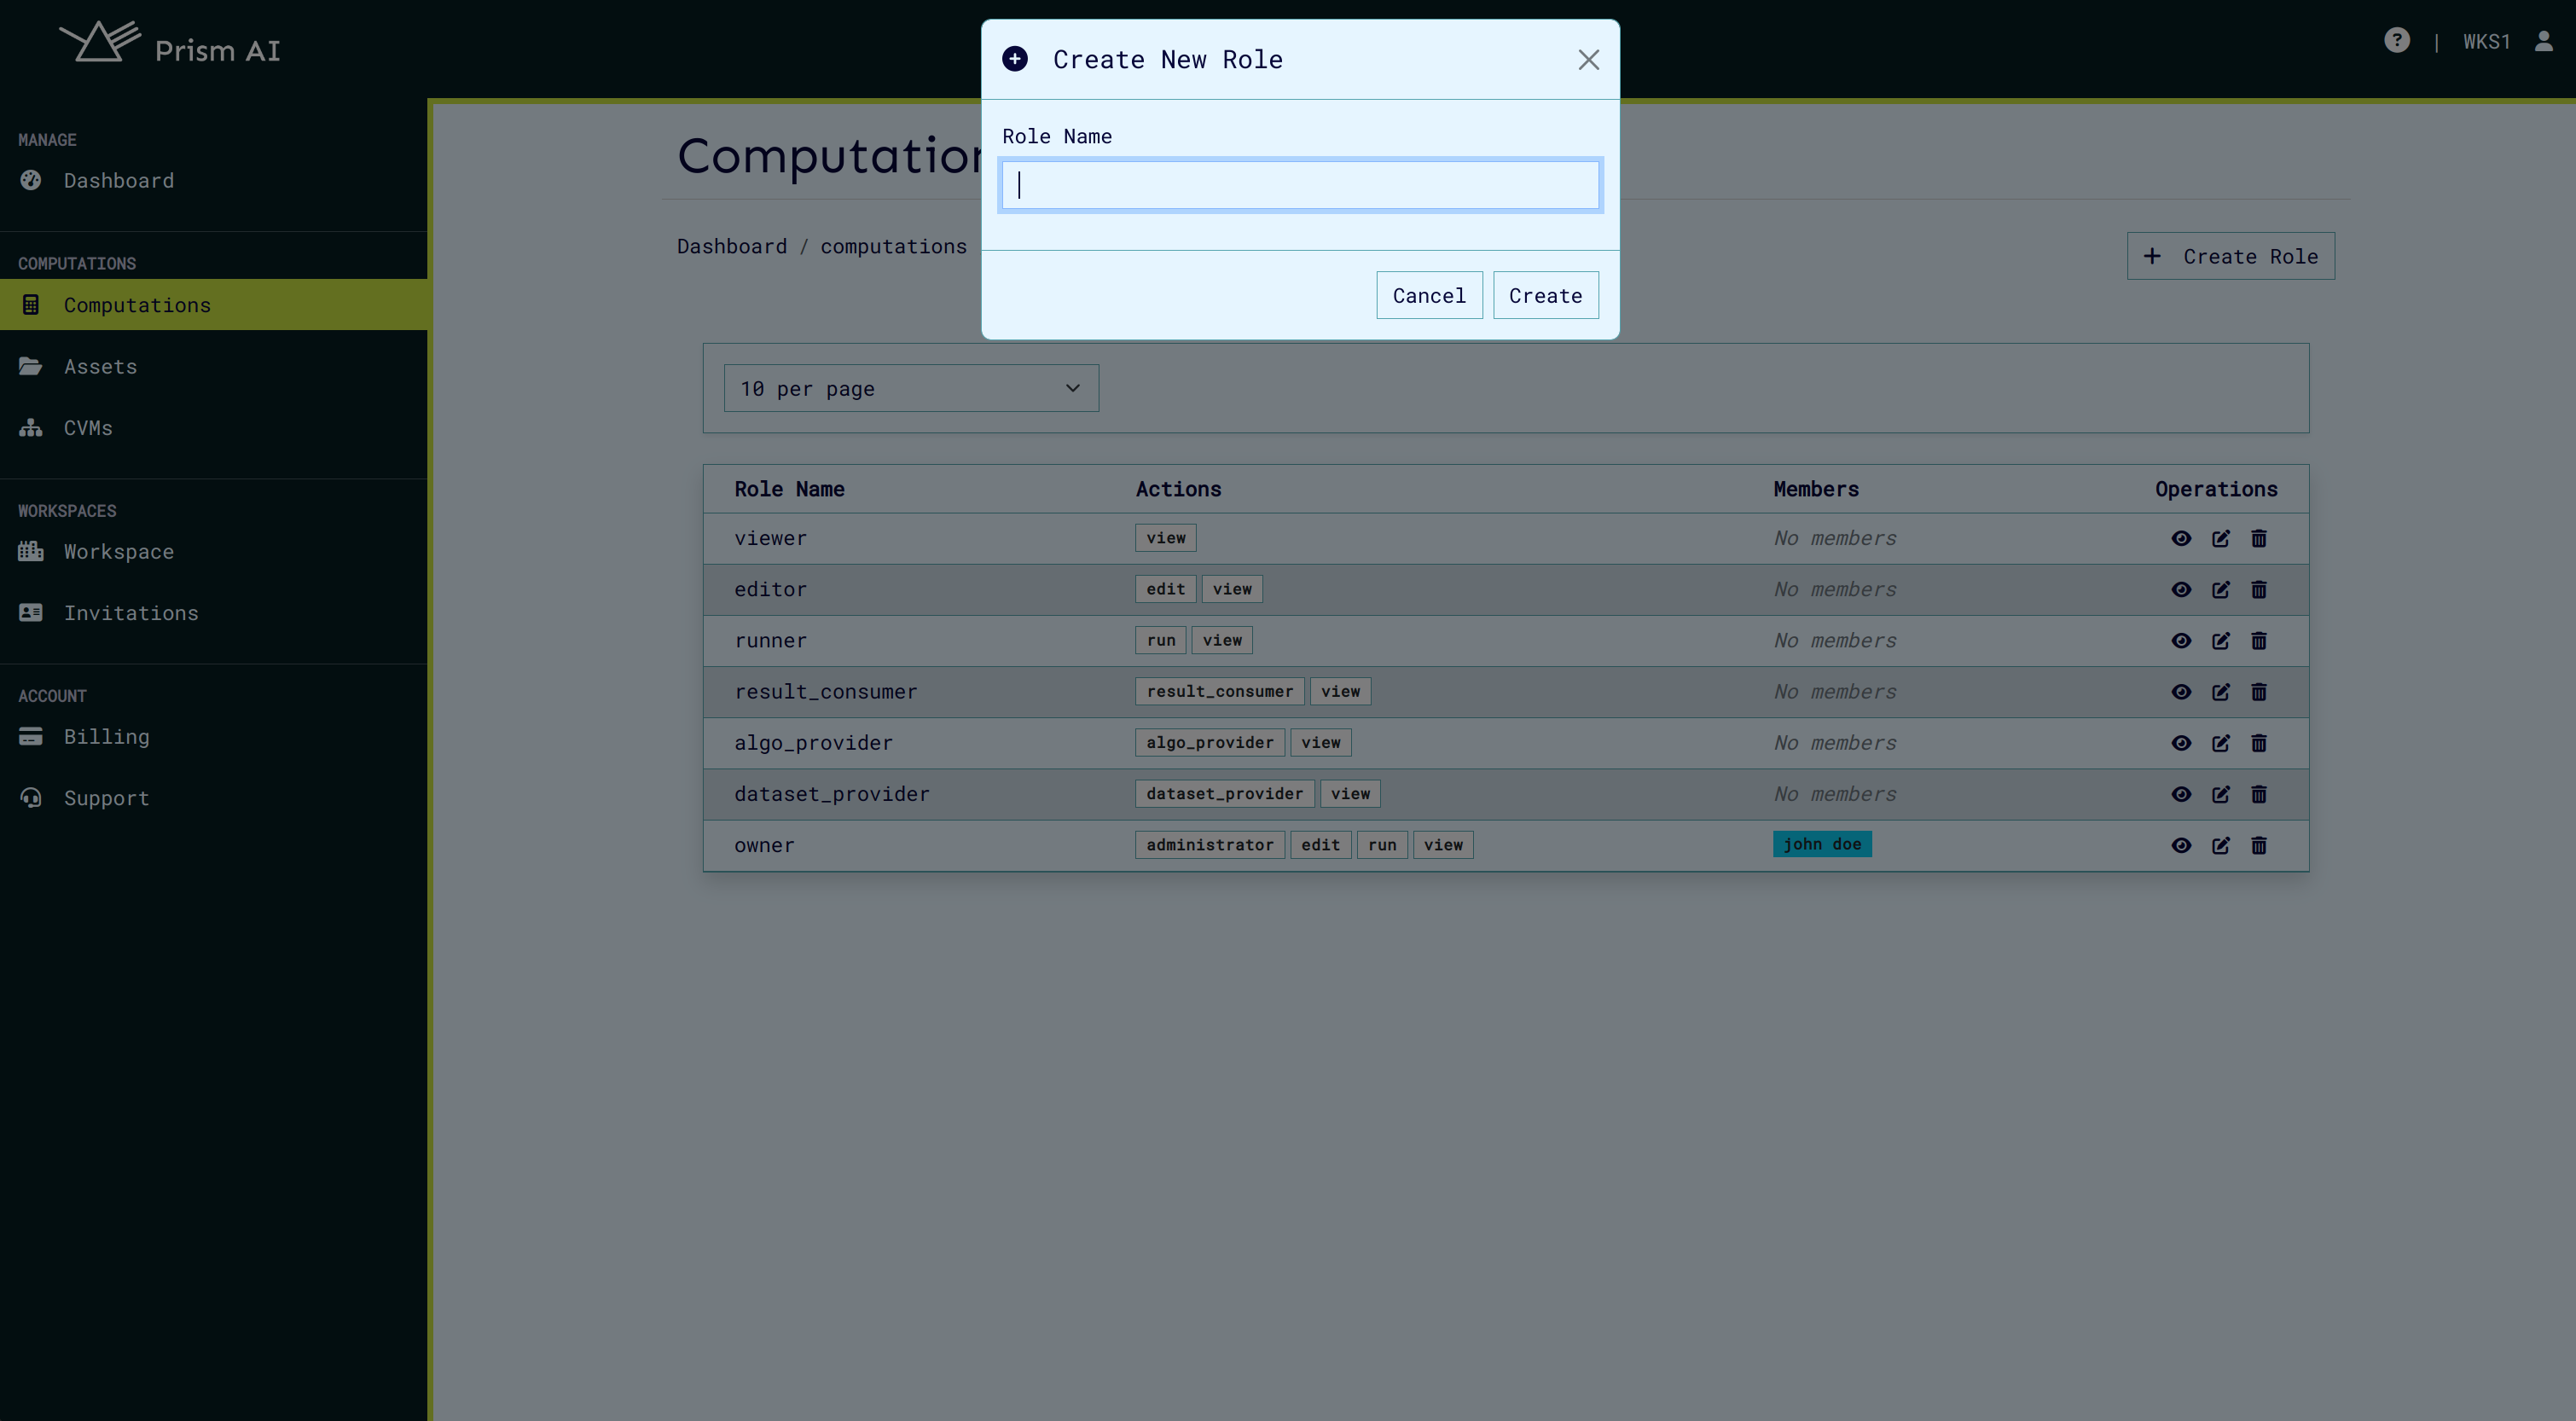 Prism AI
? | WKS1
MANAGE
Dashboard
COMPUTATIONS
Computations
Assets
CVMs
WORKSPACES
Workspace
Invitations
ACCOUNT
Billing
Support
Create New Role
Role Name
Cancel Create
Computation
Dashboard / computations
+ Create Role
10 per page
Role Name Actions Members Operations
viewer view No members
editor edit view No members
runner run view No members
result_consumer result_consumer view No members
algo_provider algo_provider view No members
dataset_provider dataset_provider view No members
owner administrator edit run view john doe